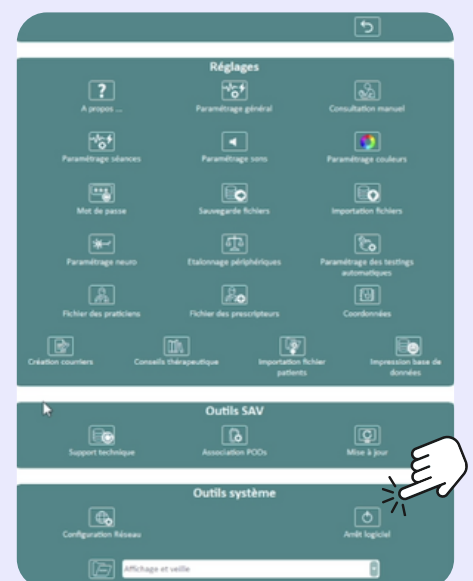 Réglages
A propos ...
Paramétrage général
Consultation manuel
Paramétrage séances
Paramétrage sons
Paramétrage couleurs
Mot de passe
Sauvegarde fichiers
Importation fichiers
Paramétrage neuro
Etalonnage périphériques
Paramétrage des testings
automatiques
Fichier des praticiens
Fichier des prescripteurs
Coordonnées
Création courriers
Conseils thérapeutique
Importation fichier
patients
Impression base de
données
Outils SAV
Support technique
Association PODs
Mise à jour
Outils système
Configuration Réseau
Arrêt logiciel
Affichage et veille